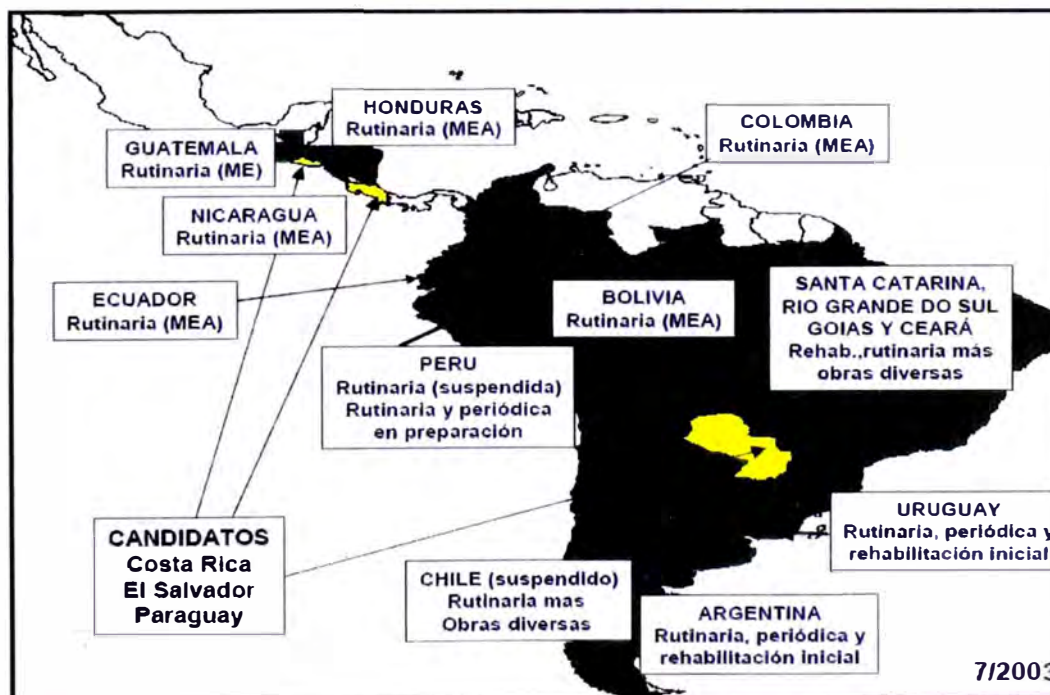 HONDURAS
Rutinaria (MEA)
COLOMBIA
Rutinaria (MEA)
GUATEMALA
Rutinaria (ME)
NICARAGUA
Rutinaria (MEA)
ECUADOR
Rutinaria (MEA)
BOLIVIA
Rutinaria (MEA)
SANTA CATARINA,
RIO GRANDE DO SUL
GOIAS Y CEARÁ
Rehab.,rutinaria más
obras diversas
PERU
Rutinaria (suspendida)
Rutinaria y periódica
en preparación
CANDIDATOS
Costa Rica
El Salvador
Paraguay
URUGUAY
Rutinaria, periódica y
rehabilitación inicial
CHILE (suspendido)
Rutinaria mas
Obras diversas
ARGENTINA
Rutinaria, periódica y
rehabilitación inicial
7/2003